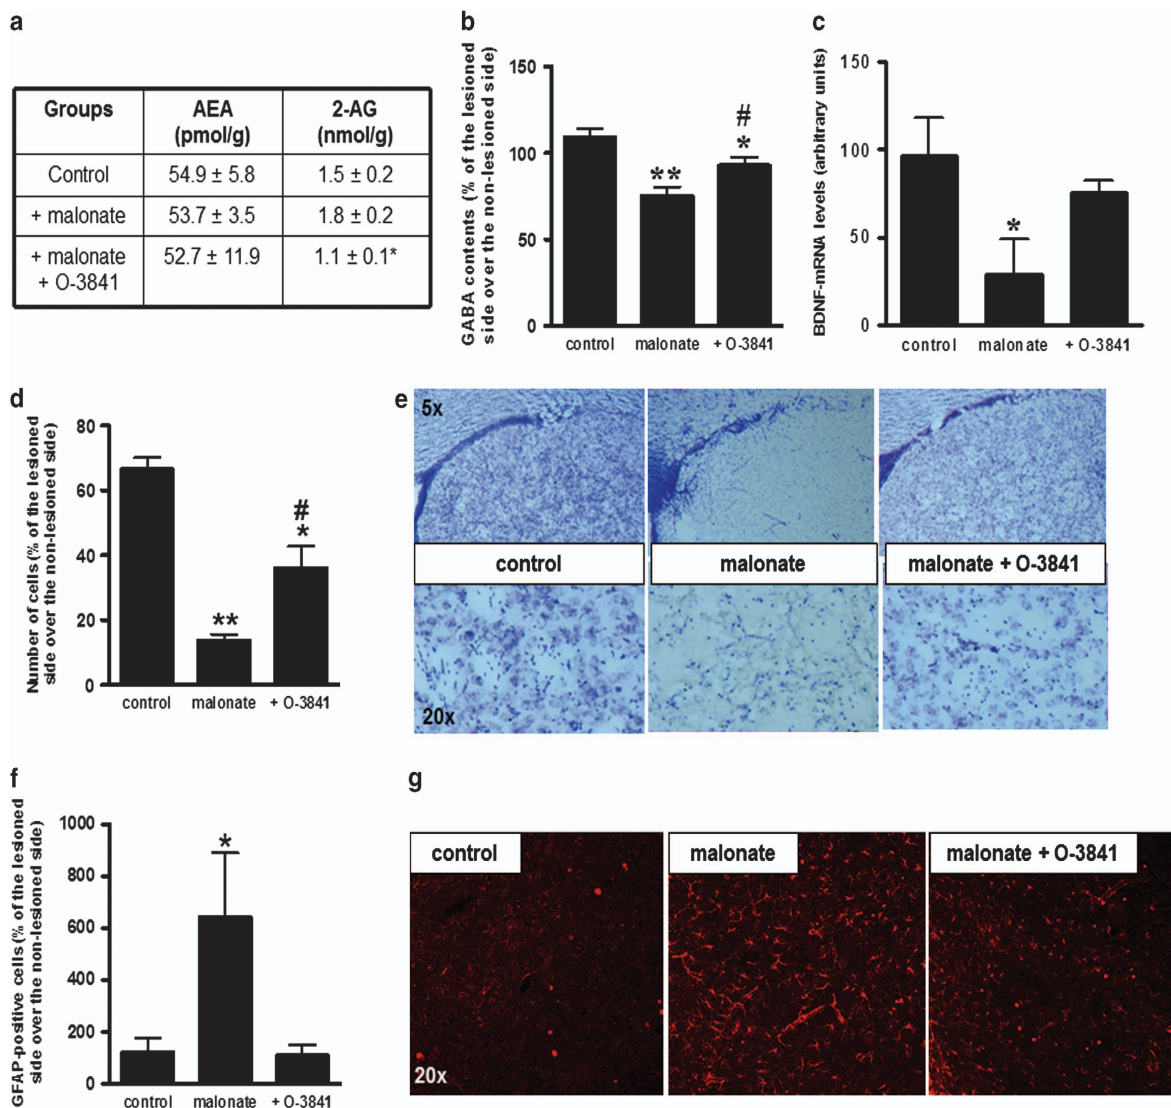 a
Groups AEA (pmol/g) 2-AG (nmol/g)
Control 54.9 ± 5.8 1.5 ± 0.2
+ malonate 53.7 ± 3.5 1.8 ± 0.2
+ malonate + O-3841 52.7 ± 11.9 1.1 ± 0.1*
b
GABA contents (% of the lesioned
side over the non-lesioned side)
150
100
50
0
**
#
*
control malonate + O-3841
c
BDNF-mRNA levels (arbitrary units)
150
100
50
0
*
control malonate + O-3841
d
Number of cells (% of the lesioned
side over the non-lesioned side)
80
60
40
20
0
**
#
*
control malonate + O-3841
e
5x
control malonate malonate + O-3841
20x
f
GFAP-positive cells (% of the lesioned
side over the non-lesioned side)
1000
800
600
400
200
0
*
control malonate + O-3841
g
control malonate malonate + O-3841
20x